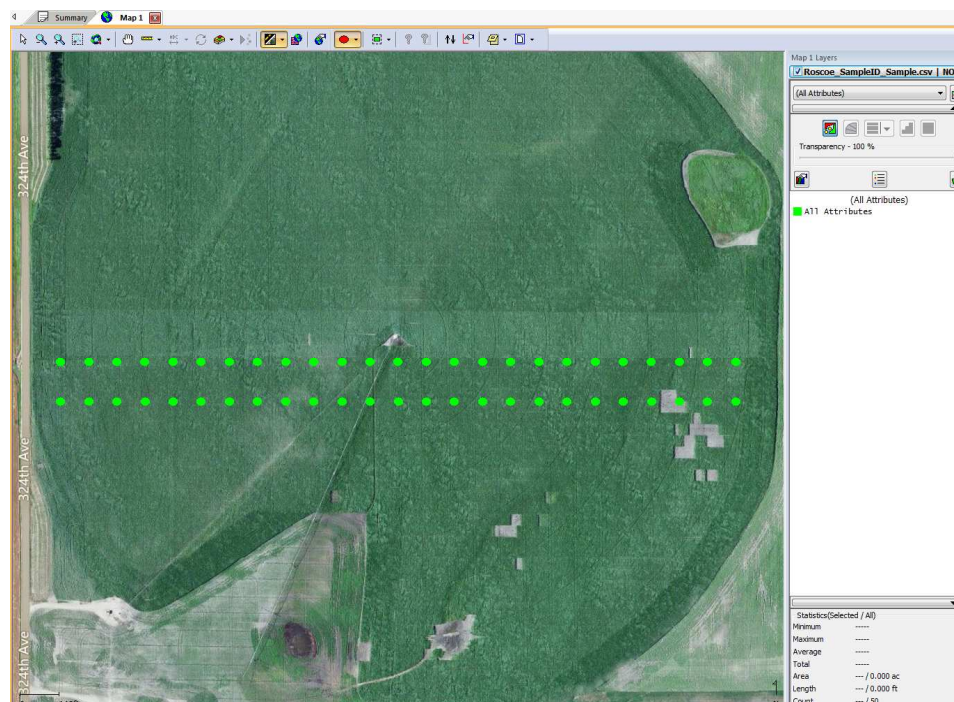 Summary
Map 1
Map 1 Layers
Roscoe_SampleID_Sample.csv | NO
(All Attributes)
Transparency - 100 %
(All Attributes)
All Attributes
324th Ave
324th Ave
324th Ave
Statistics(Selected / All)
Minimum -----
Maximum -----
Average -----
Total -----
Area --- / 0.000 ac
Length --- / 0.000 ft
Count --- / 50